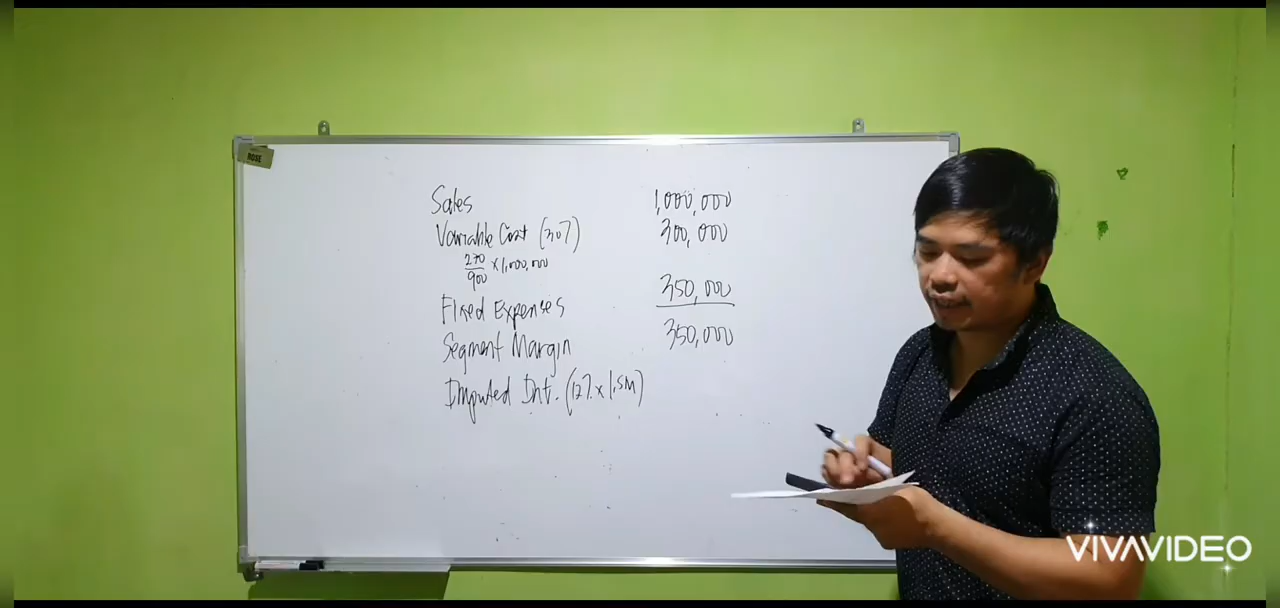 ROSE
Sales 1,000,000
Variable Cost (30%) 300,000
270/900 x 1,000,000
Fixed Expenses 350,000
Segment Margin 350,000
Imputed Int. (12% x 1.5M)
VIVAVIDEO